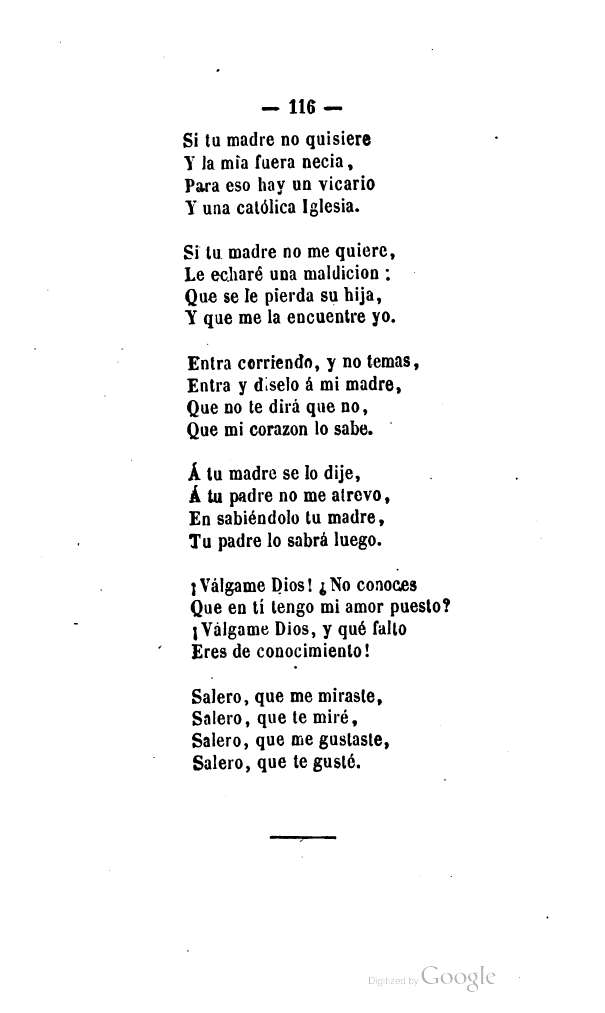 — 116 —
Si tu madre no quisiere
Y la mia fuera necia,
Para eso hay un vicario
Y una católica Iglesia.
Si tu madre no me quiere,
Le echaré una maldicion:
Que se le pierda su hija,
Y que me la encuentre yo.
Entra corriendo, y no temas,
Entra y díselo á mi madre,
Que no te dirá que no,
Que mi corazon lo sabe.
Á tu madre se lo dije,
Á tu padre no me atrevo,
En sabiéndolo tu madre,
Tu padre lo sabrá luego.
¡Válgame Dios! ¿No conoces
Que en tí tengo mi amor puesto?
¡Válgame Dios, y qué falto
Eres de conocimiento!
Salero, que me miraste,
Salero, que te miré,
Salero, que me gustaste,
Salero, que te gusté.
Digitized by Google